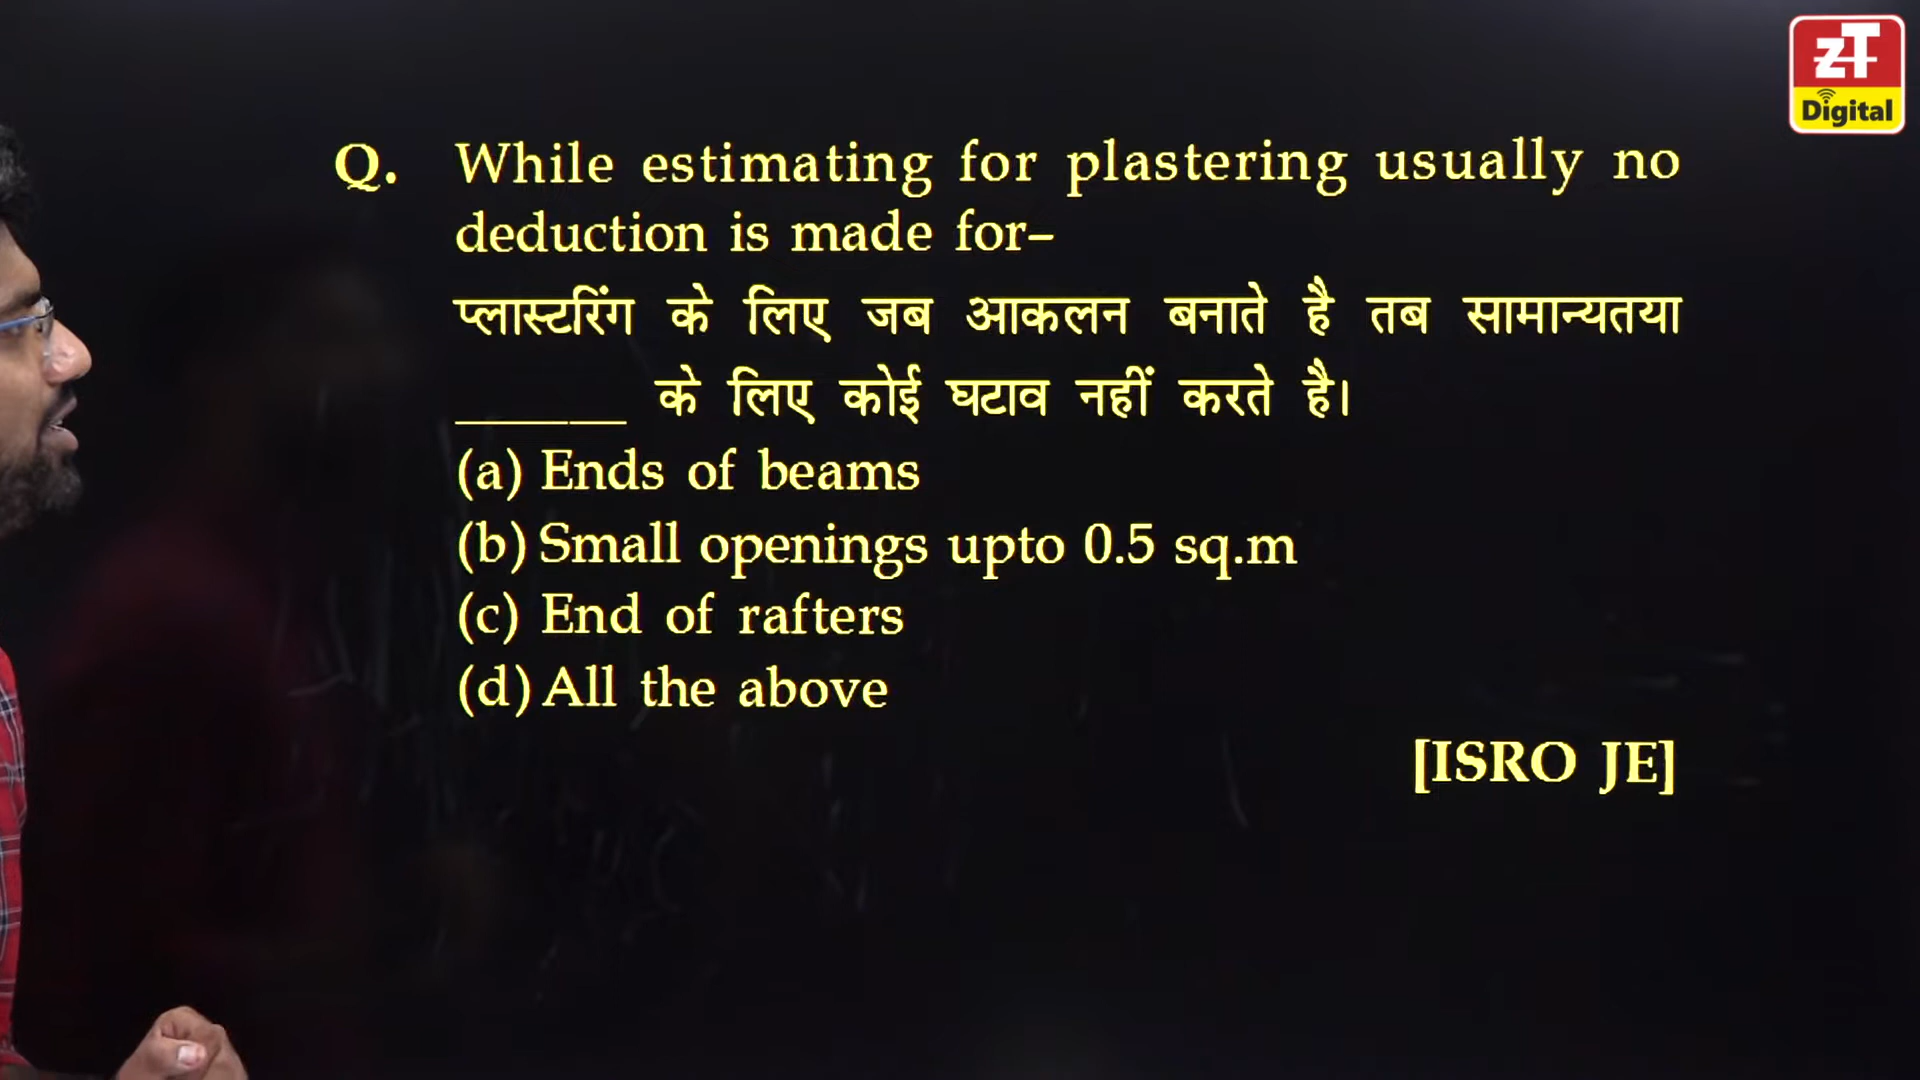 zT
Digital
Q. While estimating for plastering usually no
deduction is made for–
प्लास्टरिंग के लिए जब आकलन बनाते है तब सामान्यतया
______ के लिए कोई घटाव नहीं करते है।
(a) Ends of beams
(b) Small openings upto 0.5 sq.m
(c) End of rafters
(d) All the above
[ISRO JE]